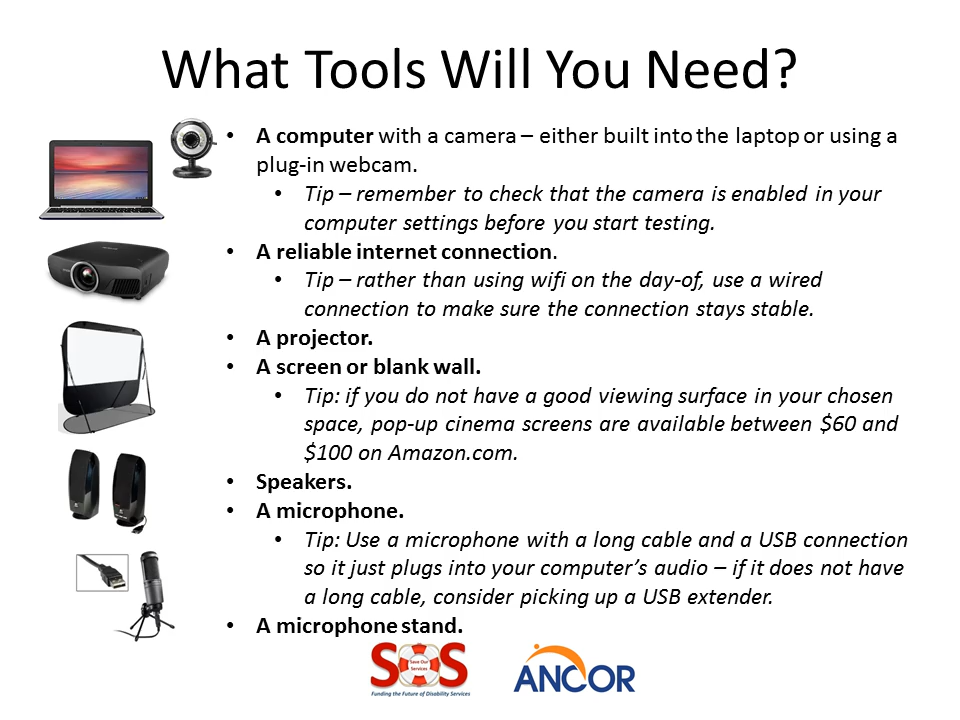 What Tools Will You Need?
• A computer with a camera – either built into the laptop or using a
plug-in webcam.
• Tip – remember to check that the camera is enabled in your
computer settings before you start testing.
• A reliable internet connection.
• Tip – rather than using wifi on the day-of, use a wired
connection to make sure the connection stays stable.
• A projector.
• A screen or blank wall.
• Tip: if you do not have a good viewing surface in your chosen
space, pop-up cinema screens are available between $60 and
$100 on Amazon.com.
• Speakers.
• A microphone.
• Tip: Use a microphone with a long cable and a USB connection
so it just plugs into your computer’s audio – if it does not have
a long cable, consider picking up a USB extender.
• A microphone stand.
SOS
Save Our
Services
Funding the Future of Disability Services
ANCOR